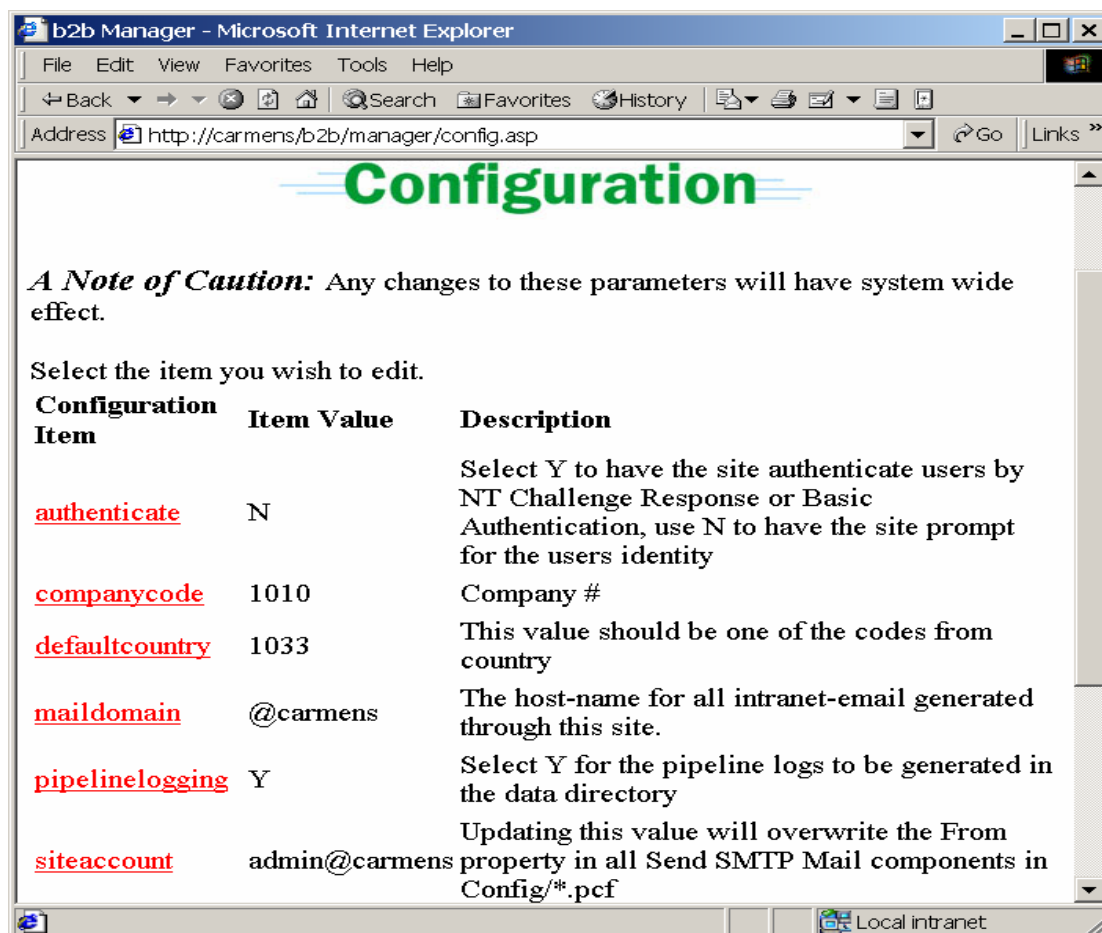 b2b Manager - Microsoft Internet Explorer
File Edit View Favorites Tools Help
Back Search Favorites History
Address http://carmens/b2b/manager/config.asp Go Links »
Configuration
A Note of Caution: Any changes to these parameters will have system wide
effect.
Select the item you wish to edit.
Configuration
Item
Item Value
Description
authenticate
N
Select Y to have the site authenticate users by
NT Challenge Response or Basic
Authentication, use N to have the site prompt
for the users identity
companycode
1010
Company #
defaultcountry
1033
This value should be one of the codes from
country
maildomain
@carmens
The host-name for all intranet-email generated
through this site.
pipelinelogging
Y
Select Y for the pipeline logs to be generated in
the data directory
siteaccount
admin@carmens
Updating this value will overwrite the From
property in all Send SMTP Mail components in
Config/*.pcf
Local intranet